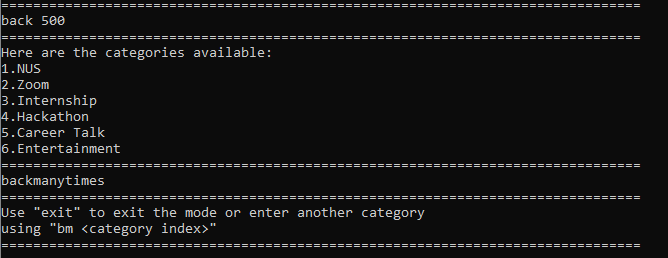 ================================================================================
back 500
================================================================================
Here are the categories available:
1.NUS
2.Zoom
3.Internship
4.Hackathon
5.Career Talk
6.Entertainment
================================================================================
backmanytimes
================================================================================
Use "exit" to exit the mode or enter another category
using "bm <category index>"
================================================================================